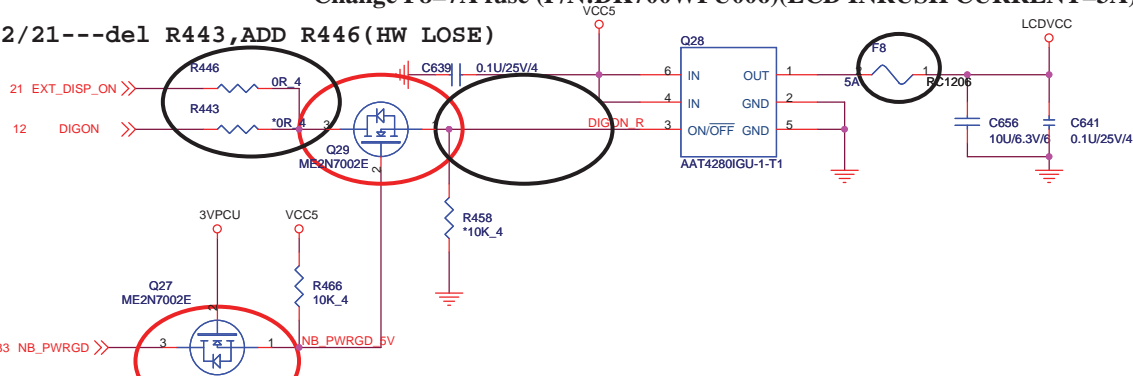 Change F8=7A fuse (P/N:DK700WFU006)(LCD INRUSH CURRENT=5A)
VCC5
LCDVCC
2/21---del R443,ADD R446(HW LOSE)
Q28
F8
R446
C639
0.1U/25V/4
6 IN OUT 1
5A
1
RC1206
21 EXT_DISP_ON
0R_4
R443
4 IN GND 2
12 DIGON
*0R_4
3
1
DIGON_R
3 ON/OFF GND 5
C656
10U/6.3V/6
C641
0.1U/25V/4
Q29
ME2N7002E
2
AAT4280IGU-1-T1
3VPCU
VCC5
R458
*10K_4
Q27
ME2N7002E
2
R466
10K_4
33 NB_PWRGD
3
1
NB_PWRGD_5V